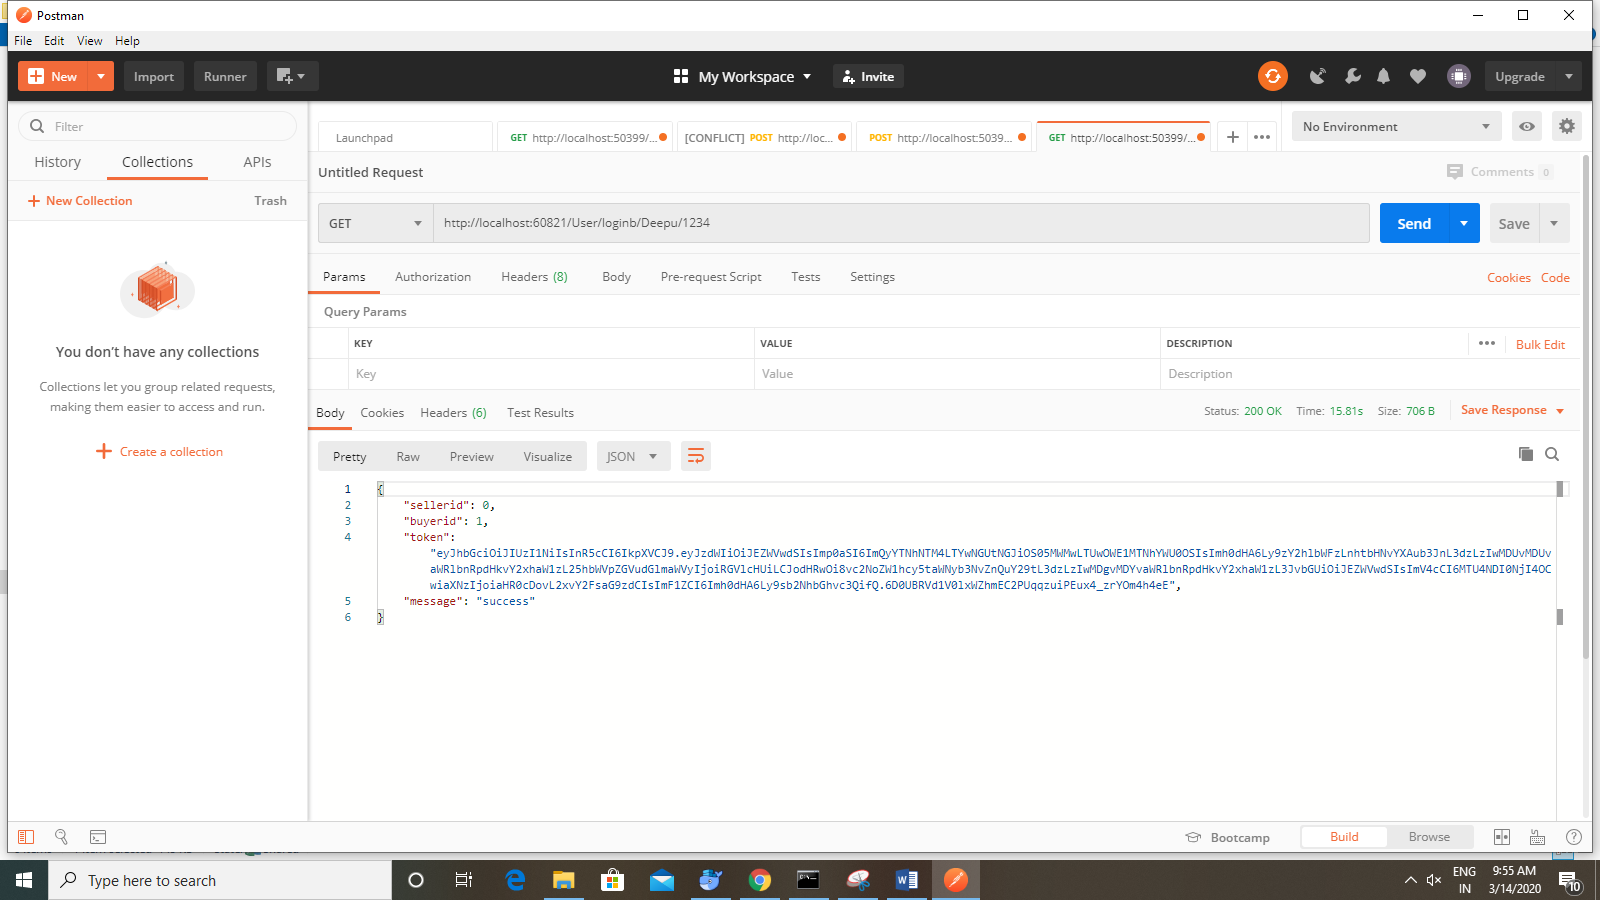 Postman
File Edit View Help
New Import Runner My Workspace Invite Upgrade
Filter
History Collections APIs
New Collection Trash
You don't have any collections
Collections let you group related requests,
making them easier to access and run.
Create a collection
Launchpad GET http://localhost:50399/... [CONFLICT] POST http://loc... POST http://localhost:5039... GET http://localhost:50399/...
No Environment
Untitled Request Comments 0
GET http://localhost:60821/User/loginb/Deepu/1234 Send Save
Params Authorization Headers (8) Body Pre-request Script Tests Settings Cookies Code
Query Params
KEY VALUE DESCRIPTION Bulk Edit
Key Value Description
Body Cookies Headers (6) Test Results Status: 200 OK Time: 15.81s Size: 706 B Save Response
Pretty Raw Preview Visualize JSON
1 {
2 "sellerid": 0,
3 "buyerid": 1,
4 "token":
5 "message": "success"
6 }
Bootcamp Build Browse
Type here to search
ENG
IN
9:55 AM
3/14/2020
10